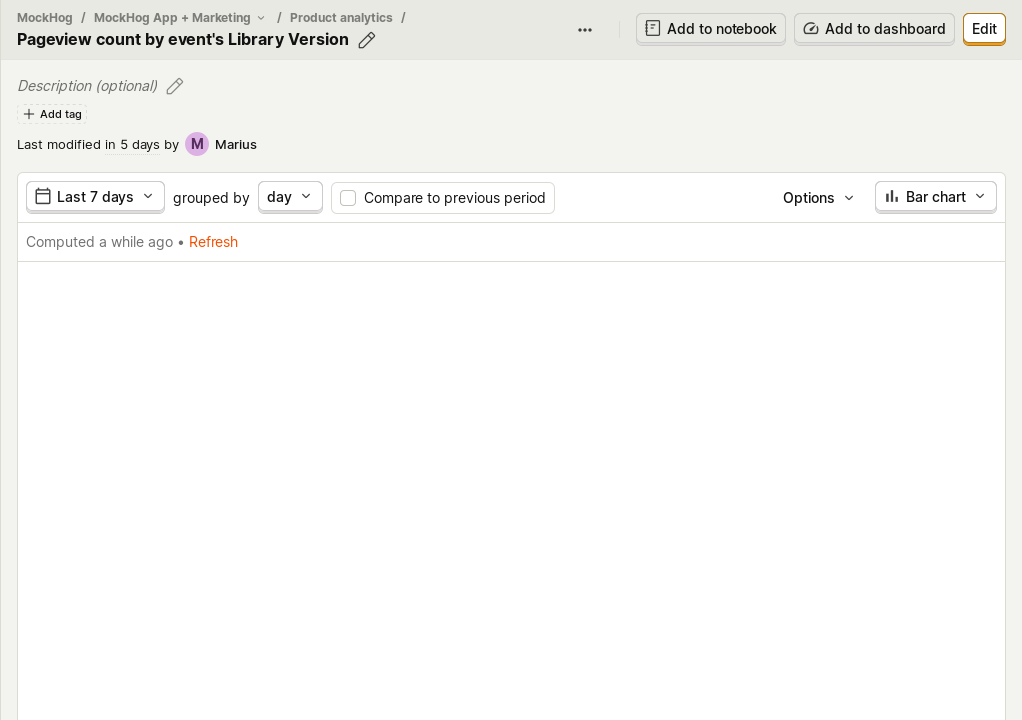 MockHog / MockHog App + Marketing / Product analytics /
Pageview count by event's Library Version
Add to notebook
Add to dashboard
Edit
Description (optional)
Add tag
Last modified in 5 days by M Marius
Last 7 days grouped by day Compare to previous period Options Bar chart
Computed a while ago • Refresh